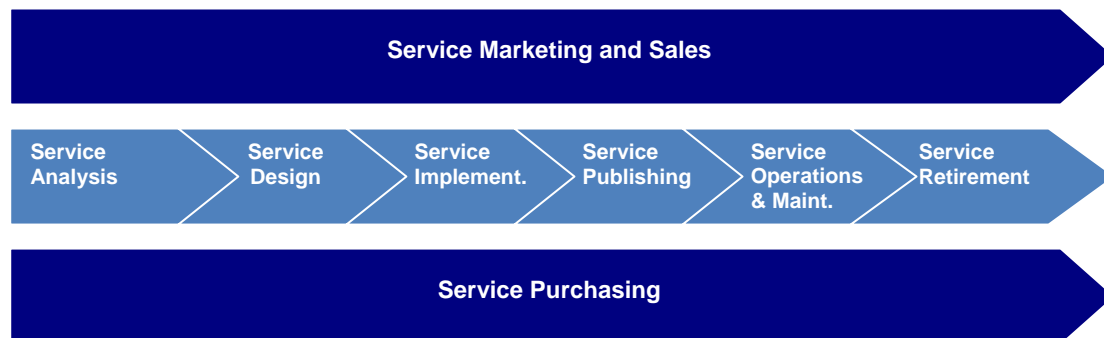 Service Marketing and Sales
Service
Analysis
Service
Design
Service
Implement.
Service
Publishing
Service
Operations
& Maint.
Service
Retirement
Service Purchasing